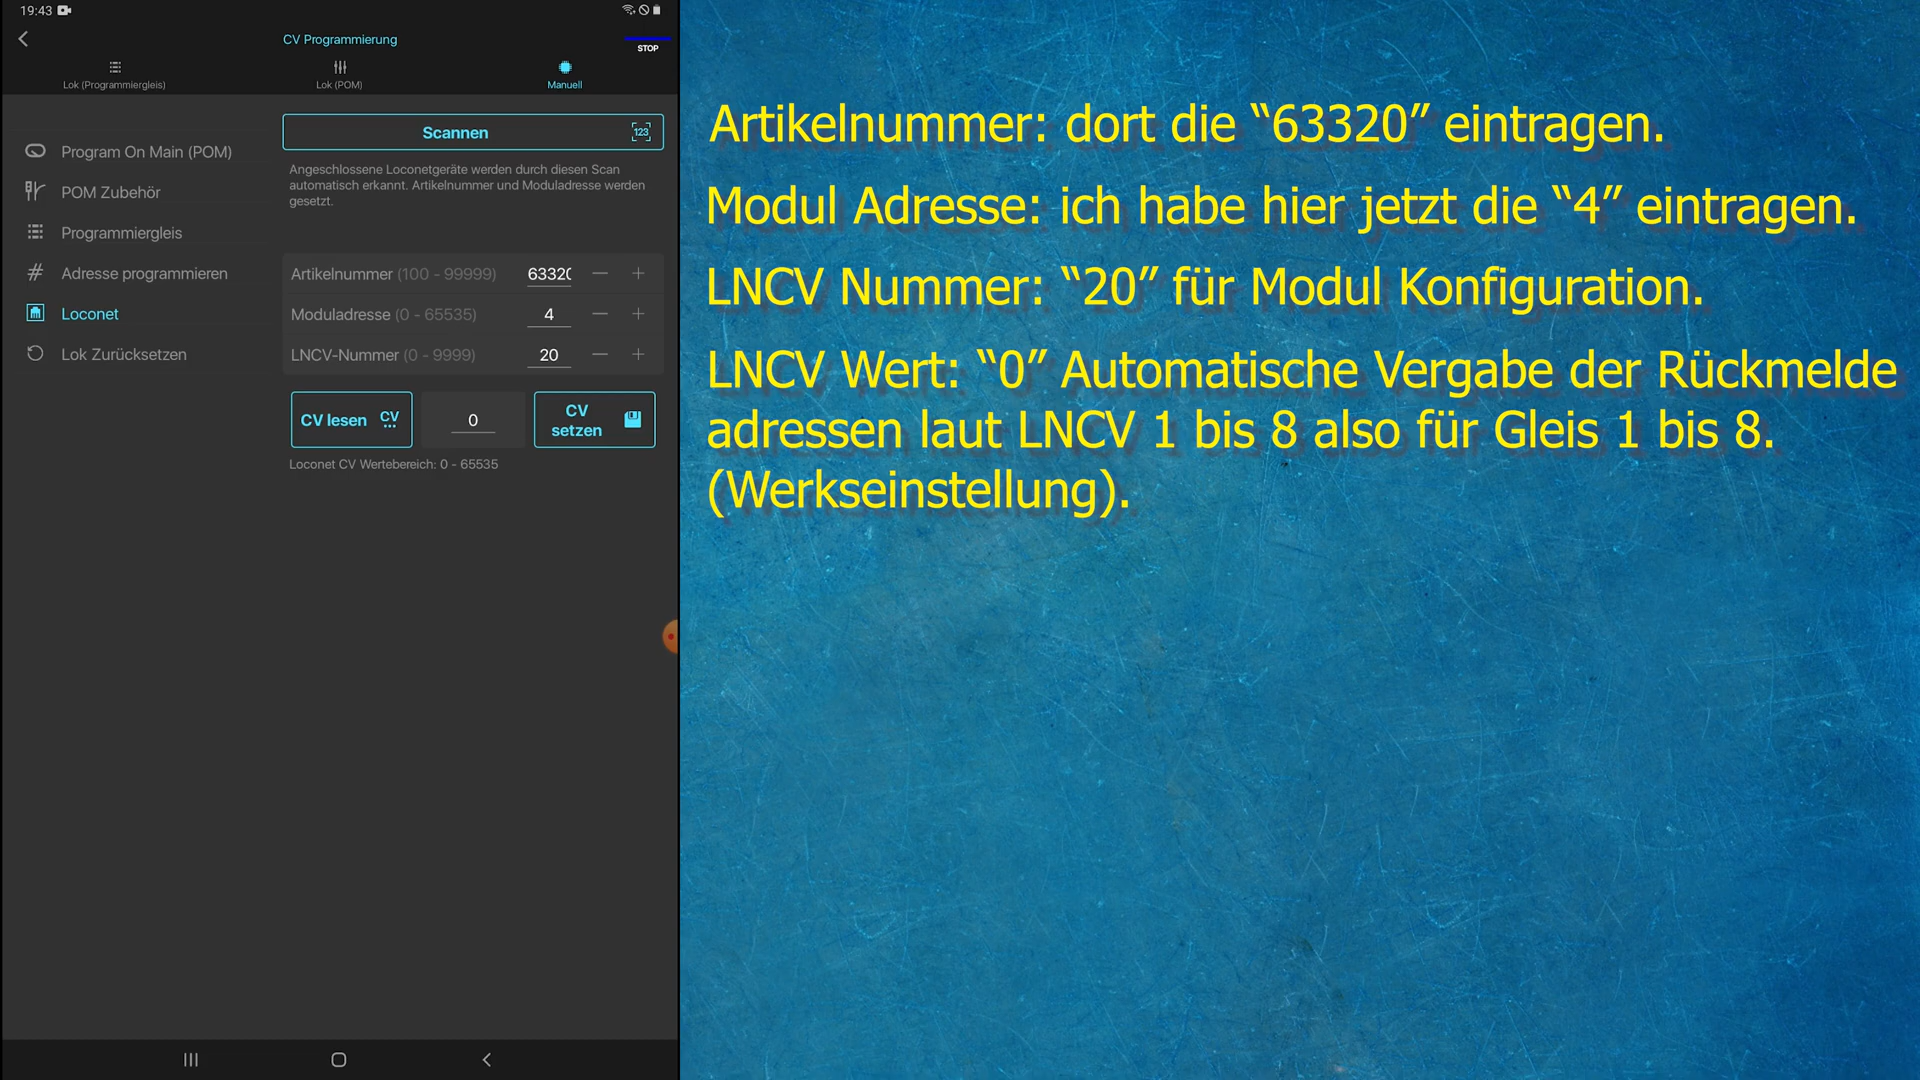 19:43
CV Programmierung
STOP
Lok (Programmiergleis)
Lok (POM)
Manuell
Program On Main (POM)
POM Zubehör
Programmiergleis
Adresse programmieren
Loconet
Lok Zurücksetzen
Scannen
123
Angeschlossene Loconetgeräte werden durch diesen Scan
automatisch erkannt. Artikelnummer und Moduladresse werden
gesetzt.
Artikelnummer (100 - 99999) 63320
Moduladresse (0 - 65535) 4
LNCV-Nummer (0 - 9999) 20
CV lesen CV
0
CV
setzen
Loconet CV Wertebereich: 0 - 65535
Artikelnummer: dort die “63320” eintragen.
Modul Adresse: ich habe hier jetzt die “4” eintragen.
LNCV Nummer: “20” für Modul Konfiguration.
LNCV Wert: “0” Automatische Vergabe der Rückmelde
adressen laut LNCV 1 bis 8 also für Gleis 1 bis 8.
(Werkseinstellung).